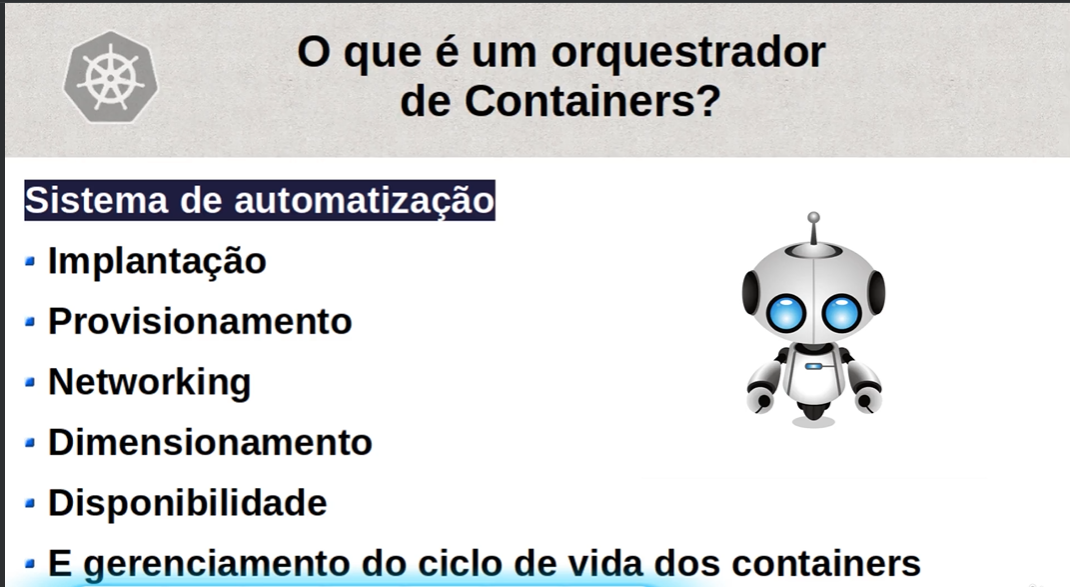 O que é um orquestrador
de Containers?
Sistema de automatização
Implantação
Provisionamento
Networking
Dimensionamento
Disponibilidade
E gerenciamento do ciclo de vida dos containers